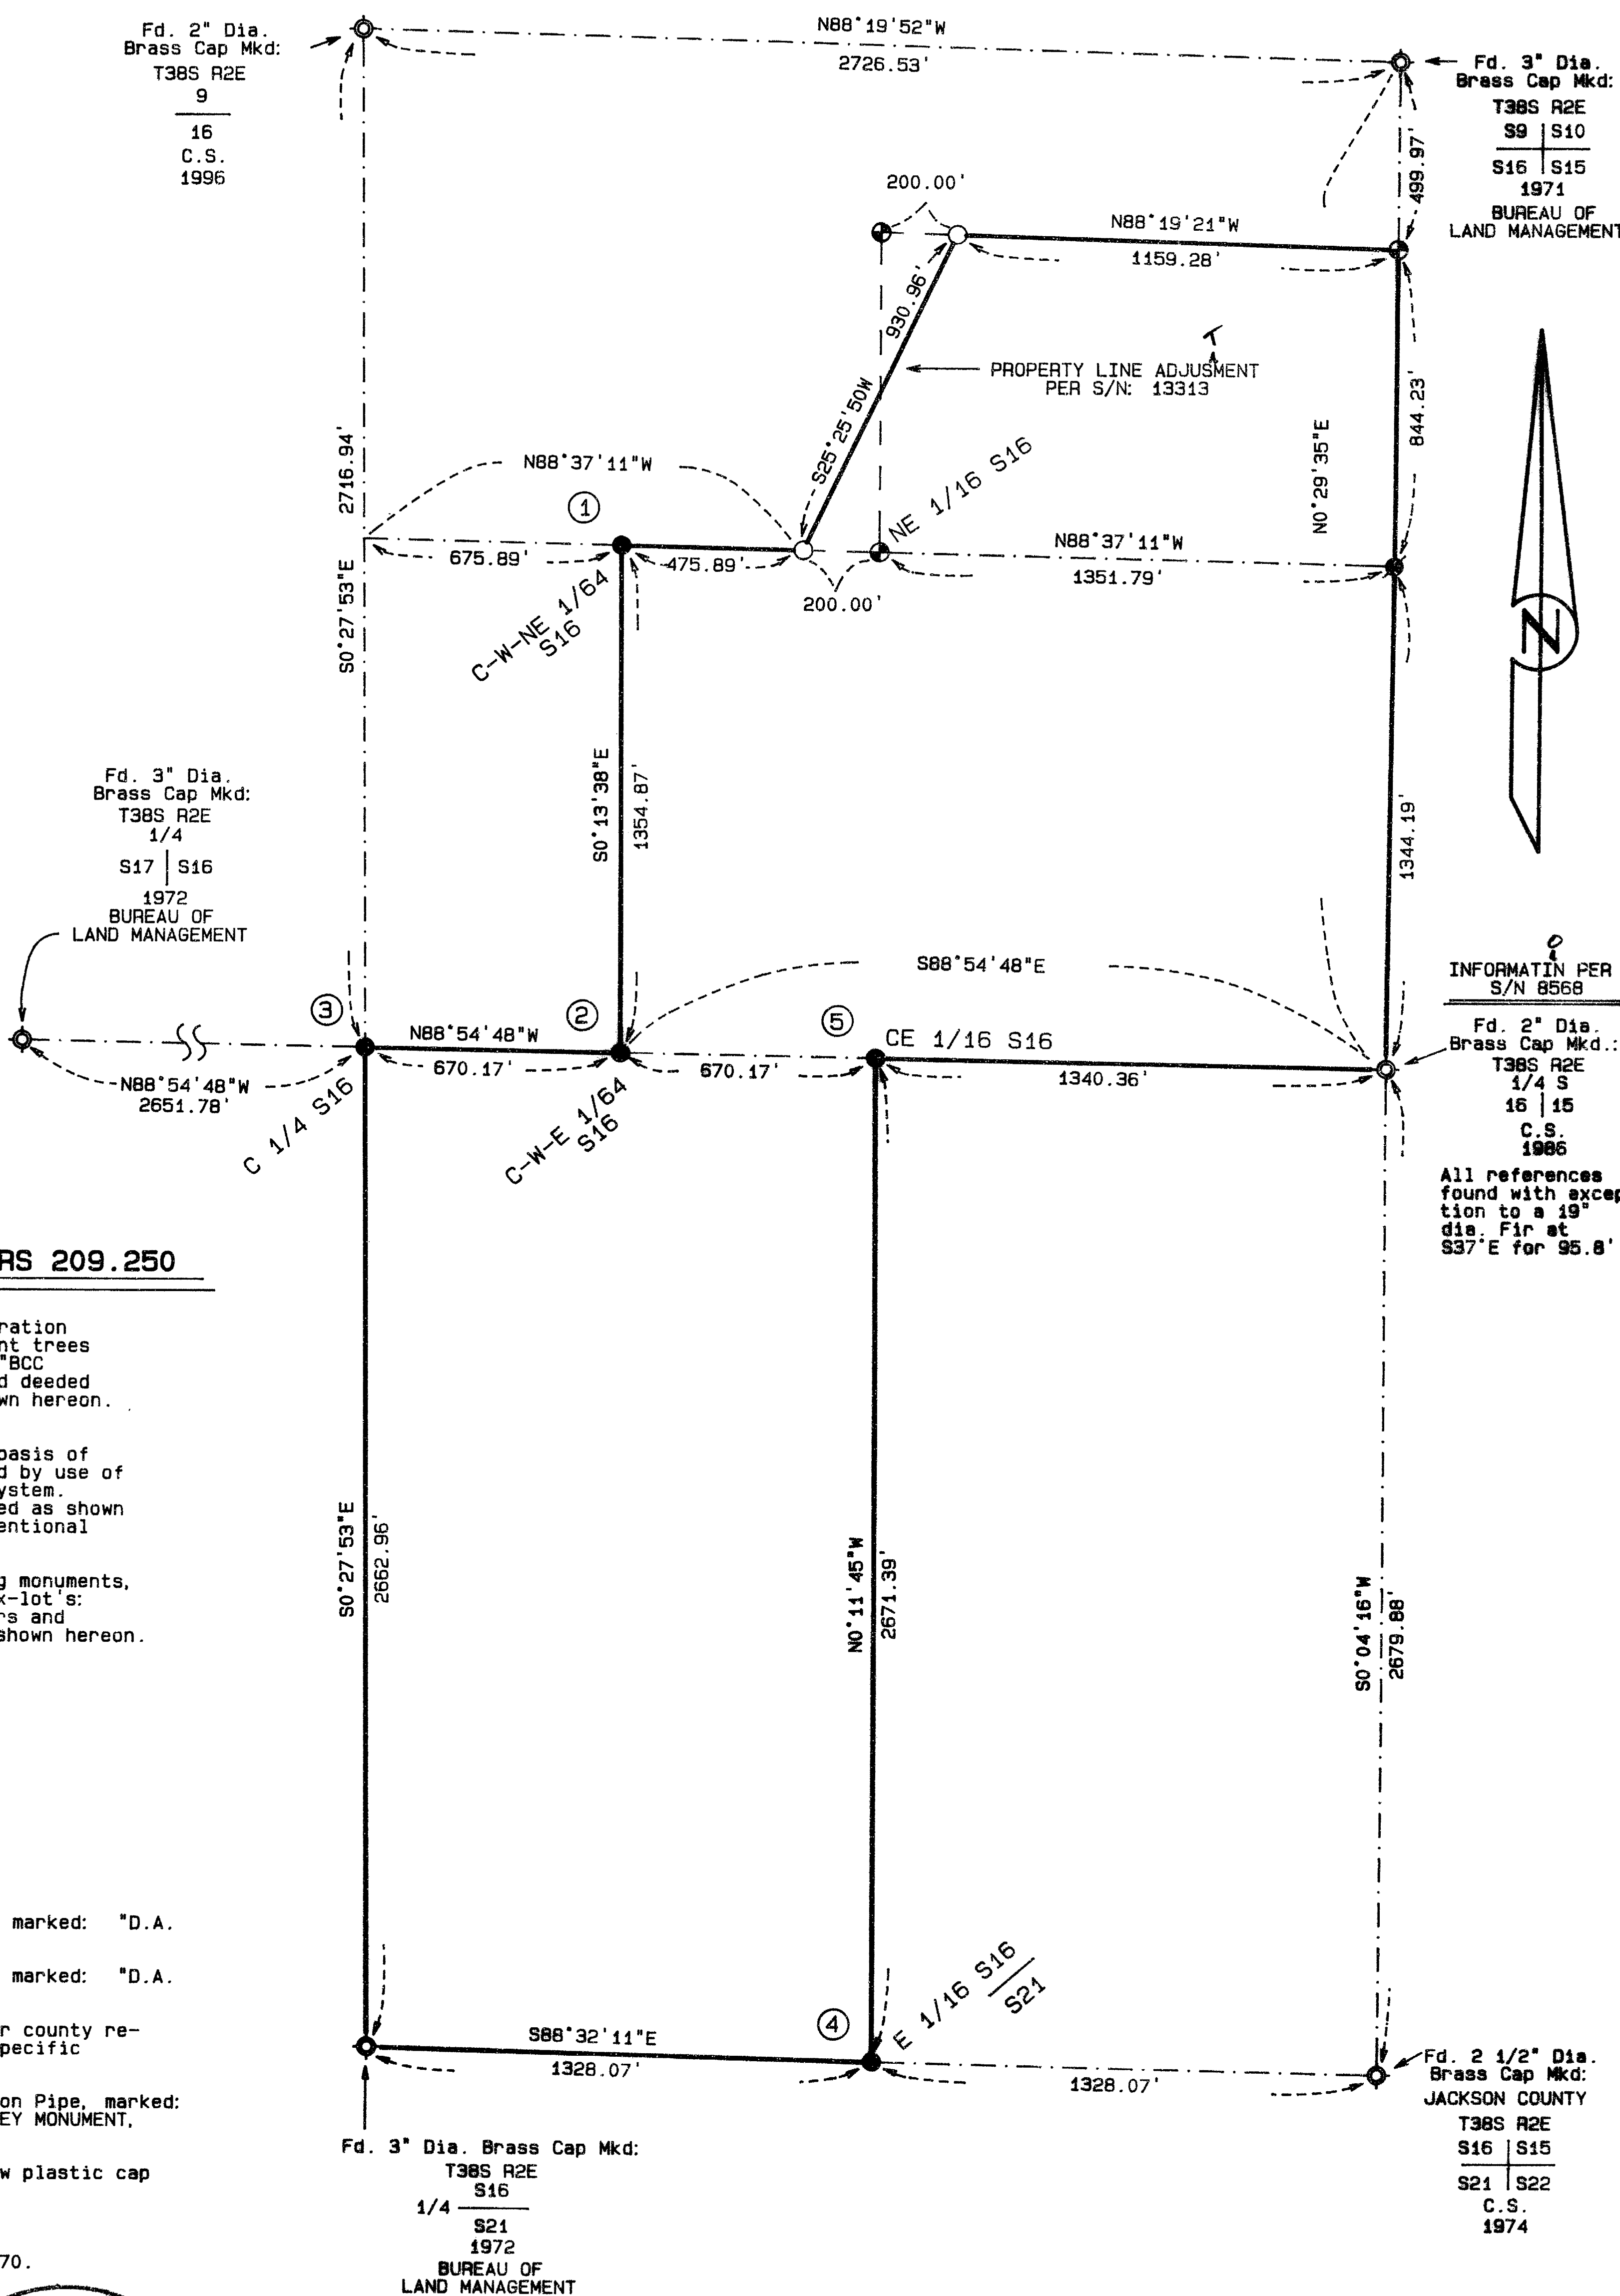 N88°19'52"W
2726.53'
Fd. 2" Dia.
Brass Cap Mkd:
T38S R2E
9
16
C.S.
1996
Fd. 3" Dia.
Brass Cap Mkd:
T38S R2E
S9 S10
S16 S15
1971
BUREAU OF
LAND MANAGEMENT
499.97'
200.00'
N88°19'21"W
1159.28'
930.96'
S25°25'50W
T
PROPERTY LINE ADJUSMENT
PER S/N: 13313
844.23'
N0°29'35"E
2716.94'
S0°27'53"E
N88°37'11"W
1
675.89'
475.89'
200.00'
NE 1/16 S16
N88°37'11"W
1351.79'
C-W-NE 1/64
S16
N
S0°13'38"E
1354.87'
1344.19'
Fd. 3" Dia.
Brass Cap Mkd:
T38S R2E
1/4
S17 S16
1972
BUREAU OF
LAND MANAGEMENT
S88°54'48"E
O
INFORMATIN PER
S/N 8568
3
N88°54'48"W
670.17'
2
670.17'
5
CE 1/16 S16
1340.36'
N88°54'48"W
2651.78'
C 1/4 S16
C-W-E 1/64
S16
Fd. 2" Dia.
Brass Cap Mkd.:
T38S R2E
1/4 S
16 15
C.S.
1986
All references
found with excep
tion to a 19"
dia. Fir at
S37°E for 95.8'
RS 209.250
ration
nt trees
"BCC
d deeded
wn hereon.
basis of
d by use of
ystem.
ed as shown
entional
g monuments,
x-lot's:
rs and
shown hereon.
S0°27'53"E
2662.96'
N0°11'45"W
2671.39'
S0°04'16"W
2679.88'
marked: "D.A.
marked: "D.A.
r county re-
pecific
on Pipe, marked:
EY MONUMENT,
w plastic cap
70.
S88°32'11"E
1328.07'
4
E 1/16 S16
S21
1328.07'
Fd. 3" Dia. Brass Cap Mkd:
T38S R2E
S16
1/4
S21
1972
BUREAU OF
LAND MANAGEMENT
Fd. 2 1/2" Dia.
Brass Cap Mkd:
JACKSON COUNTY
T38S R2E
S16 S15
S21 S22
C.S.
1974